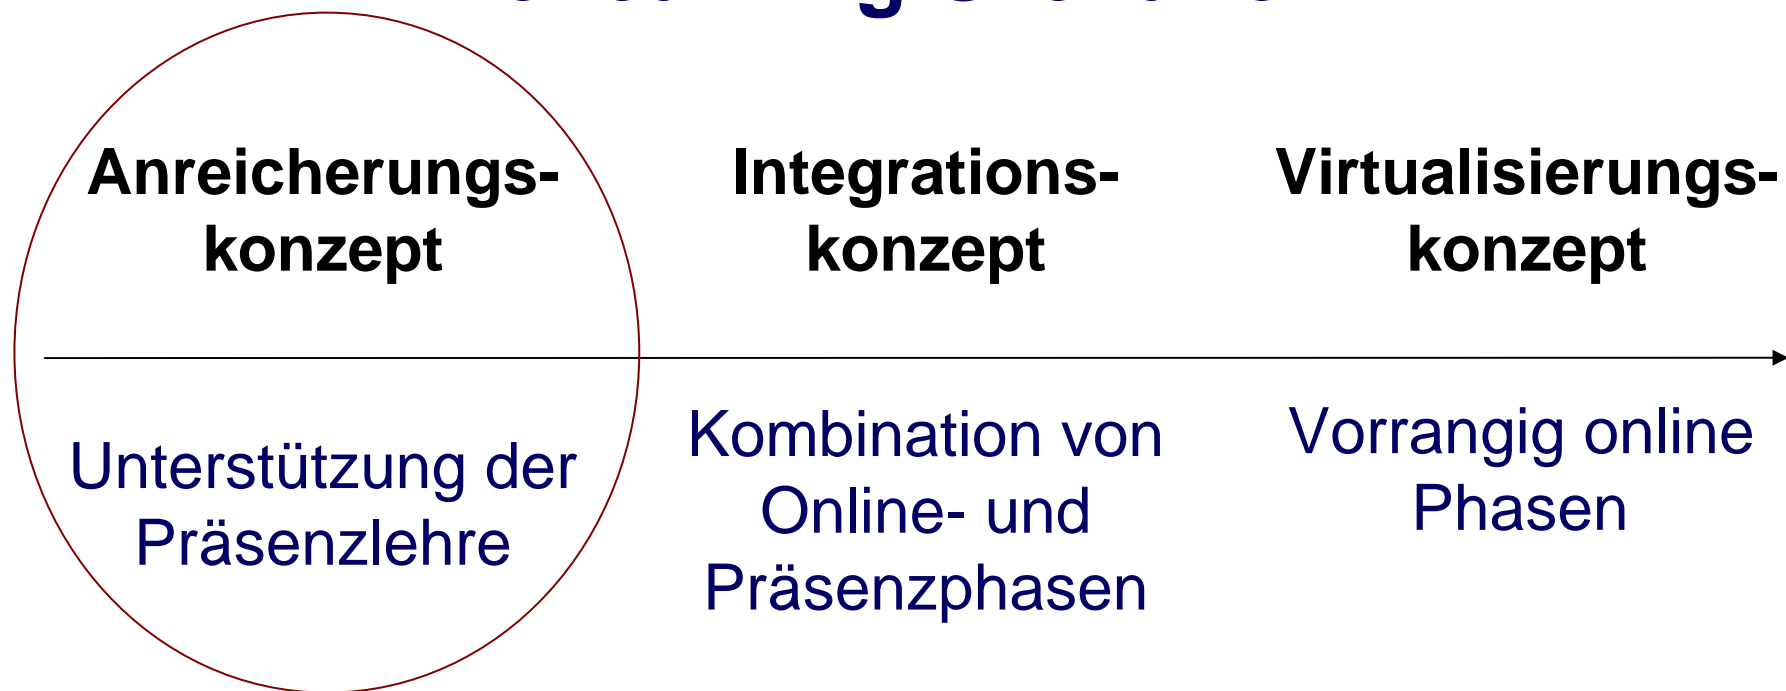 Anreicherungs-
konzept
Integrations-
konzept
Virtualisierungs-
konzept
Unterstützung der
Präsenzlehre
Kombination von
Online- und
Präsenzphasen
Vorrangig online
Phasen